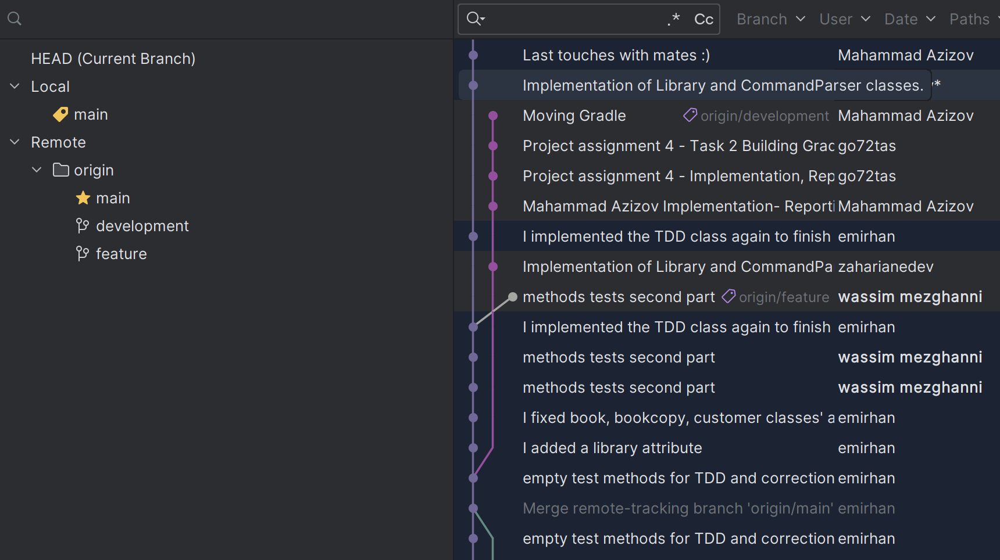 .* Cc Branch User Date Paths
HEAD (Current Branch)
Local
main
Remote
origin
main
development
feature
Last touches with mates :) Mahammad Azizov
Implementation of Library and CommandParser classes. *
Moving Gradle origin/development Mahammad Azizov
Project assignment 4 - Task 2 Building Grad go72tas
Project assignment 4 - Implementation, Rep go72tas
Mahammad Azizov Implementation- Reporti Mahammad Azizov
I implemented the TDD class again to finish emirhan
Implementation of Library and CommandPa zaharianedev
methods tests second part origin/feature wassim mezghanni
I implemented the TDD class again to finish emirhan
methods tests second part wassim mezghanni
methods tests second part wassim mezghanni
I fixed book, bookcopy, customer classes' a emirhan
I added a library attribute emirhan
empty test methods for TDD and correction emirhan
Merge remote-tracking branch 'origin/main' emirhan
empty test methods for TDD and correction emirhan